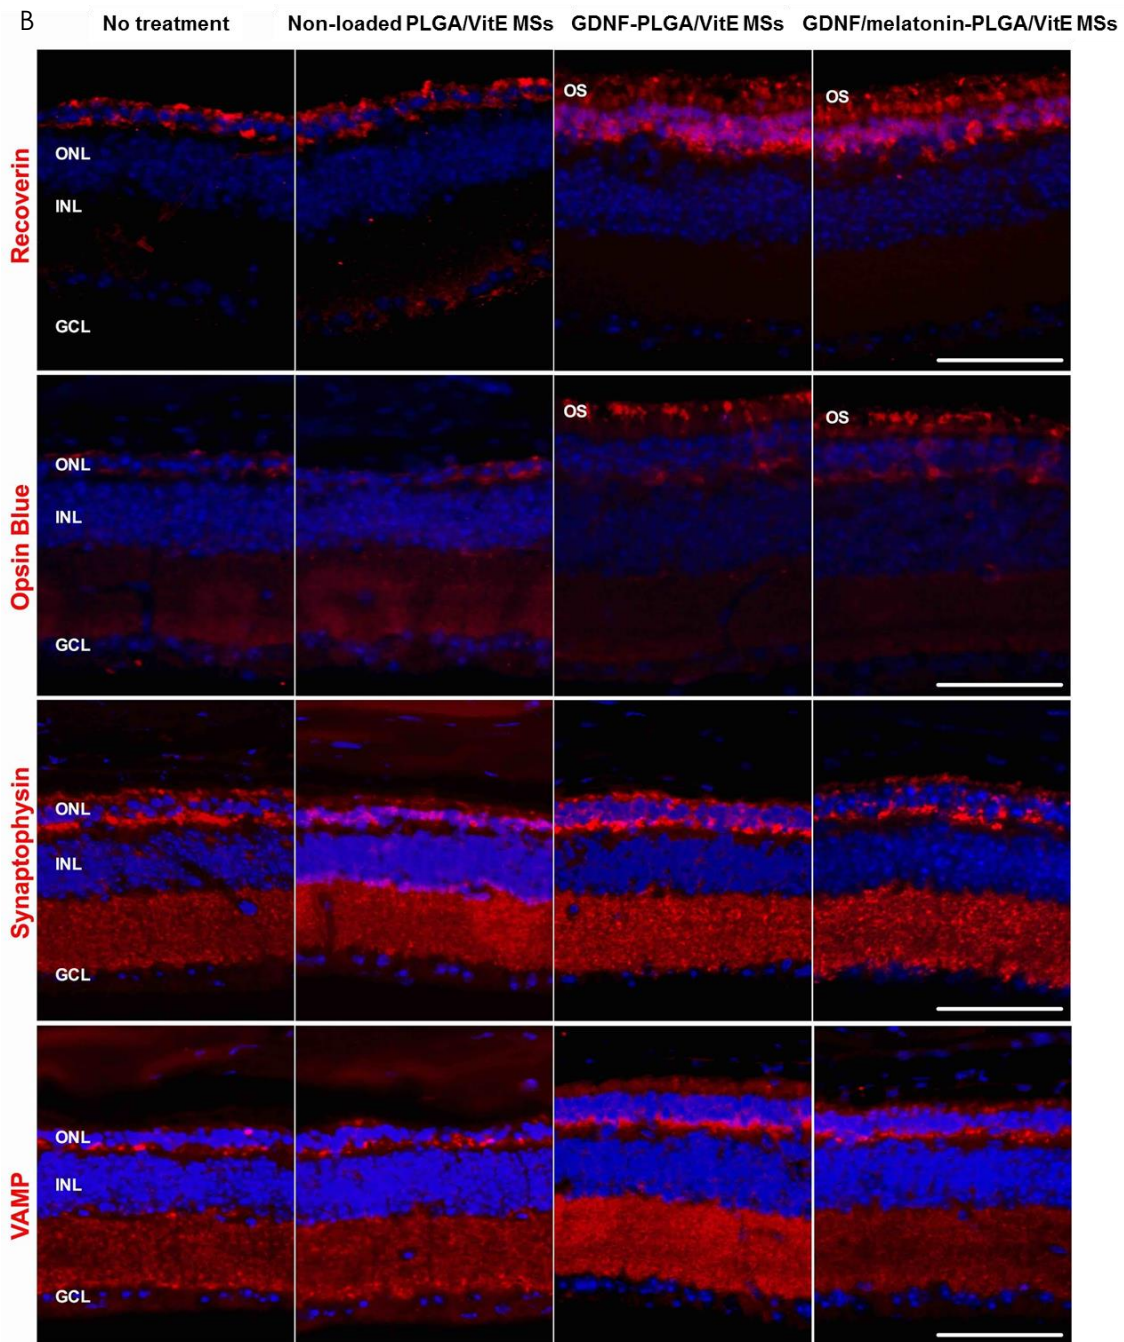 B
No treatment
Non-loaded PLGA/VitE MSs
GDNF-PLGA/VitE MSs
GDNF/melatonin-PLGA/VitE MSs
Recoverin
ONL
INL
GCL
OS
OS
Opsin Blue
ONL
INL
GCL
OS
OS
Synaptophysin
ONL
INL
GCL
VAMP
ONL
INL
GCL